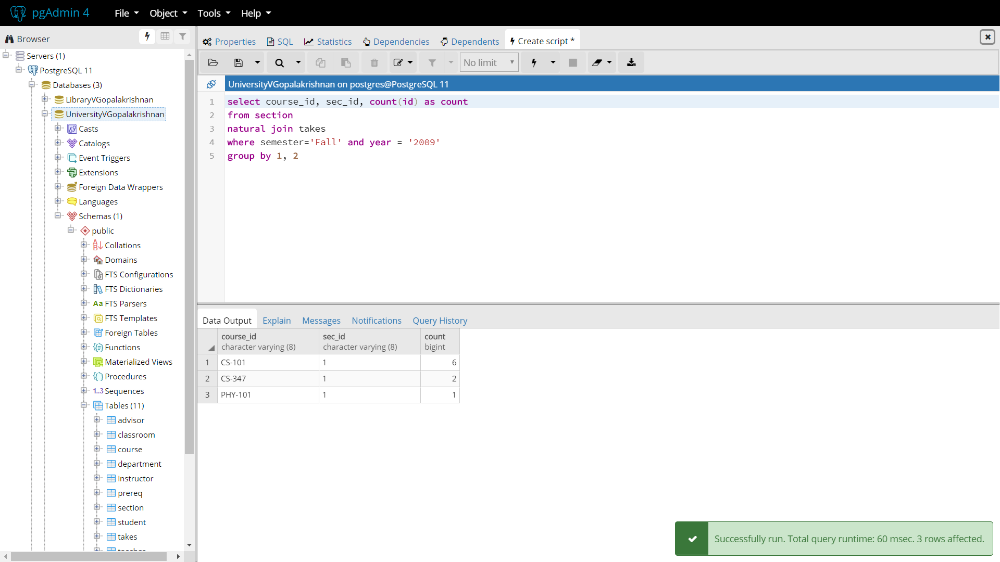 pgAdmin 4
File
Object
Tools
Help
Browser
Servers (1)
PostgreSQL 11
Databases (3)
LibraryVGopalakrishnan
UniversityVGopalakrishnan
Casts
Catalogs
Event Triggers
Extensions
Foreign Data Wrappers
Languages
Schemas (1)
public
Collations
Domains
FTS Configurations
FTS Dictionaries
Aa FTS Parsers
FTS Templates
Foreign Tables
Functions
Materialized Views
Procedures
1..3 Sequences
Tables (11)
advisor
classroom
course
department
instructor
prereq
section
student
takes
teaches
Properties
SQL
Statistics
Dependencies
Dependents
Create script *
No limit
UniversityVGopalakrishnan on postgres@PostgreSQL 11
1 select course_id, sec_id, count(id) as count
2 from section
3 natural join takes
4 where semester='Fall' and year = '2009'
5 group by 1, 2
Data Output
Explain
Messages
Notifications
Query History
course_id sec_id count
character varying (8) character varying (8) bigint
1 CS-101 1 6
2 CS-347 1 2
3 PHY-101 1 1
Successfully run. Total query runtime: 60 msec. 3 rows affected.